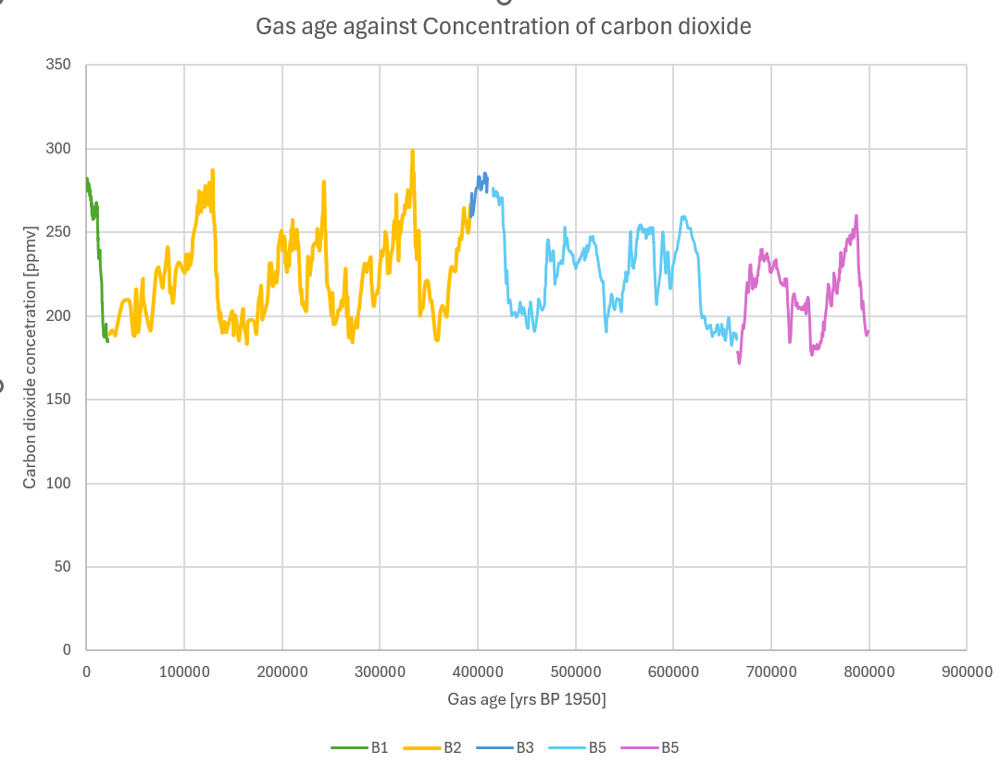 Gas age against Concentration of carbon dioxide
350
300
250
200
150
100
50
0
Carbon dioxide concetration [ppmv]
0 100000 200000 300000 400000 500000 600000 700000 800000 900000
Gas age [yrs BP 1950]
B1 B2 B3 B5 B5